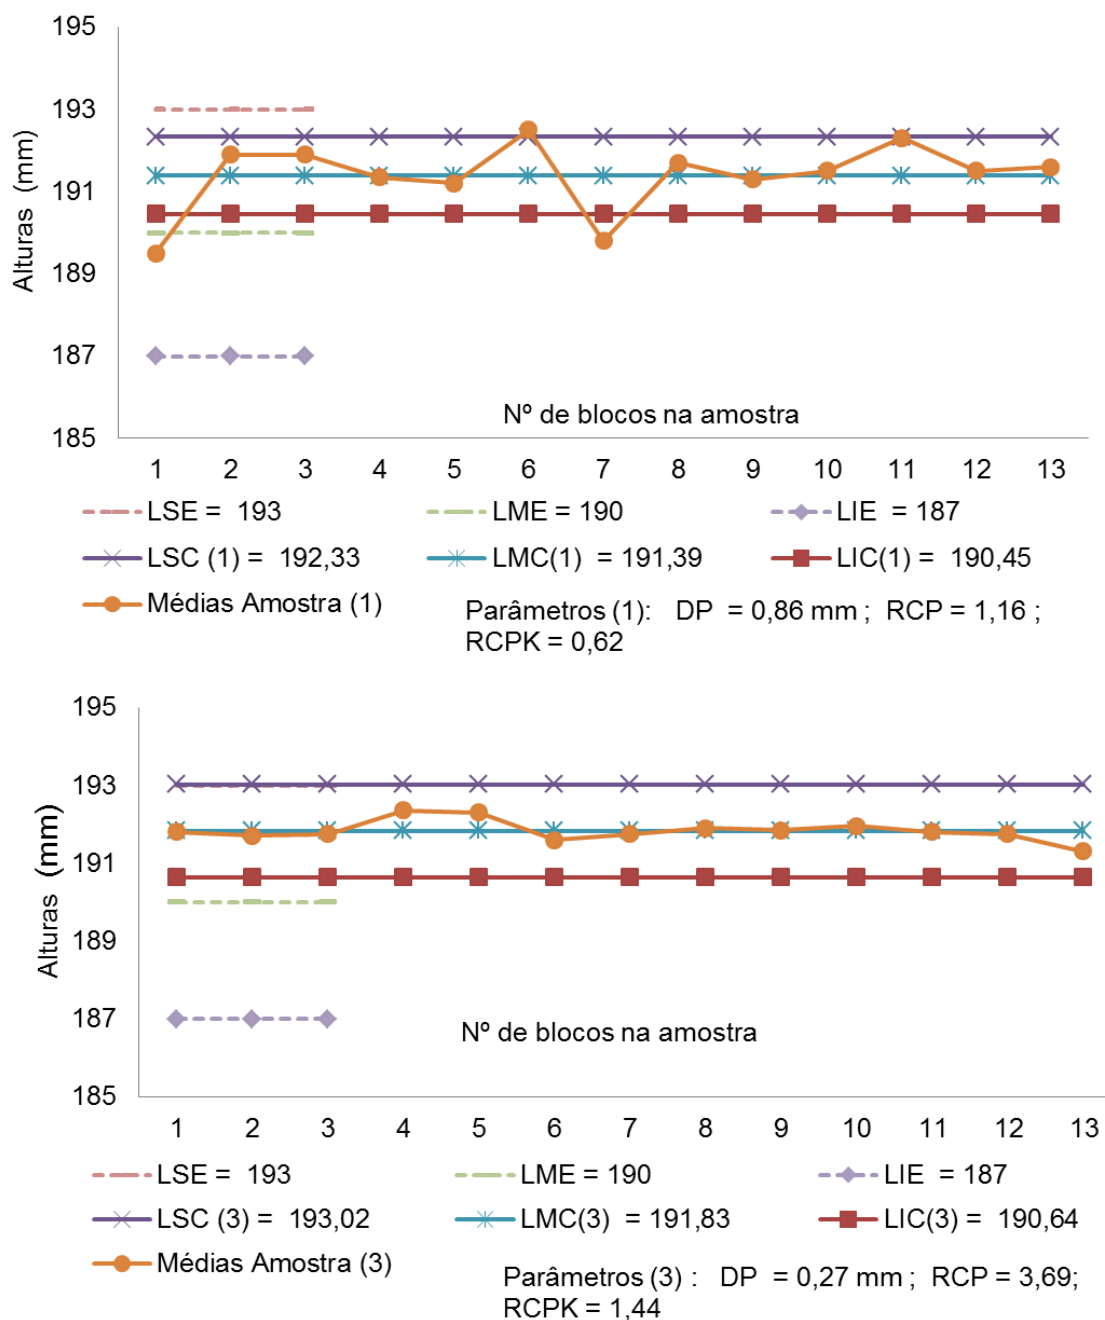 195
193
191
189
187
185
Alturas (mm)
Nº de blocos na amostra
1 2 3 4 5 6 7 8 9 10 11 12 13
LSE = 193 LME = 190 LIE = 187
LSC (1) = 192,33 LMC(1) = 191,39 LIC(1) = 190,45
Médias Amostra (1)
Parâmetros (1): DP = 0,86 mm ; RCP = 1,16 ;
RCPK = 0,62
195
193
191
189
187
185
Alturas (mm)
Nº de blocos na amostra
1 2 3 4 5 6 7 8 9 10 11 12 13
LSE = 193 LME = 190 LIE = 187
LSC (3) = 193,02 LMC(3) = 191,83 LIC(3) = 190,64
Médias Amostra (3)
Parâmetros (3) : DP = 0,27 mm ; RCP = 3,69;
RCPK = 1,44